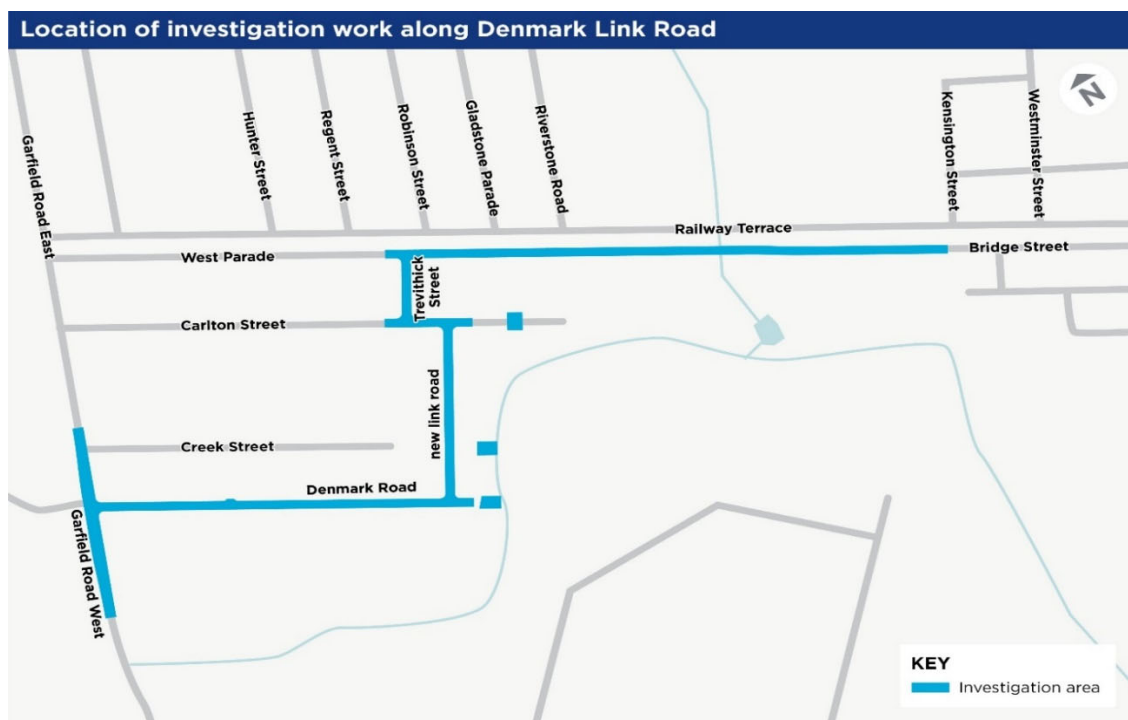 Location of investigation work along Denmark Link Road
N
Garfield Road East
Hunter Street
Regent Street
Robinson Street
Gladstone Parade
Riverstone Road
Kensington Street
Westminster Street
Railway Terrace
Bridge Street
West Parade
Trevithick
Street
Carlton Street
new link road
Creek Street
Denmark Road
Garfield Road West
KEY
Investigation area